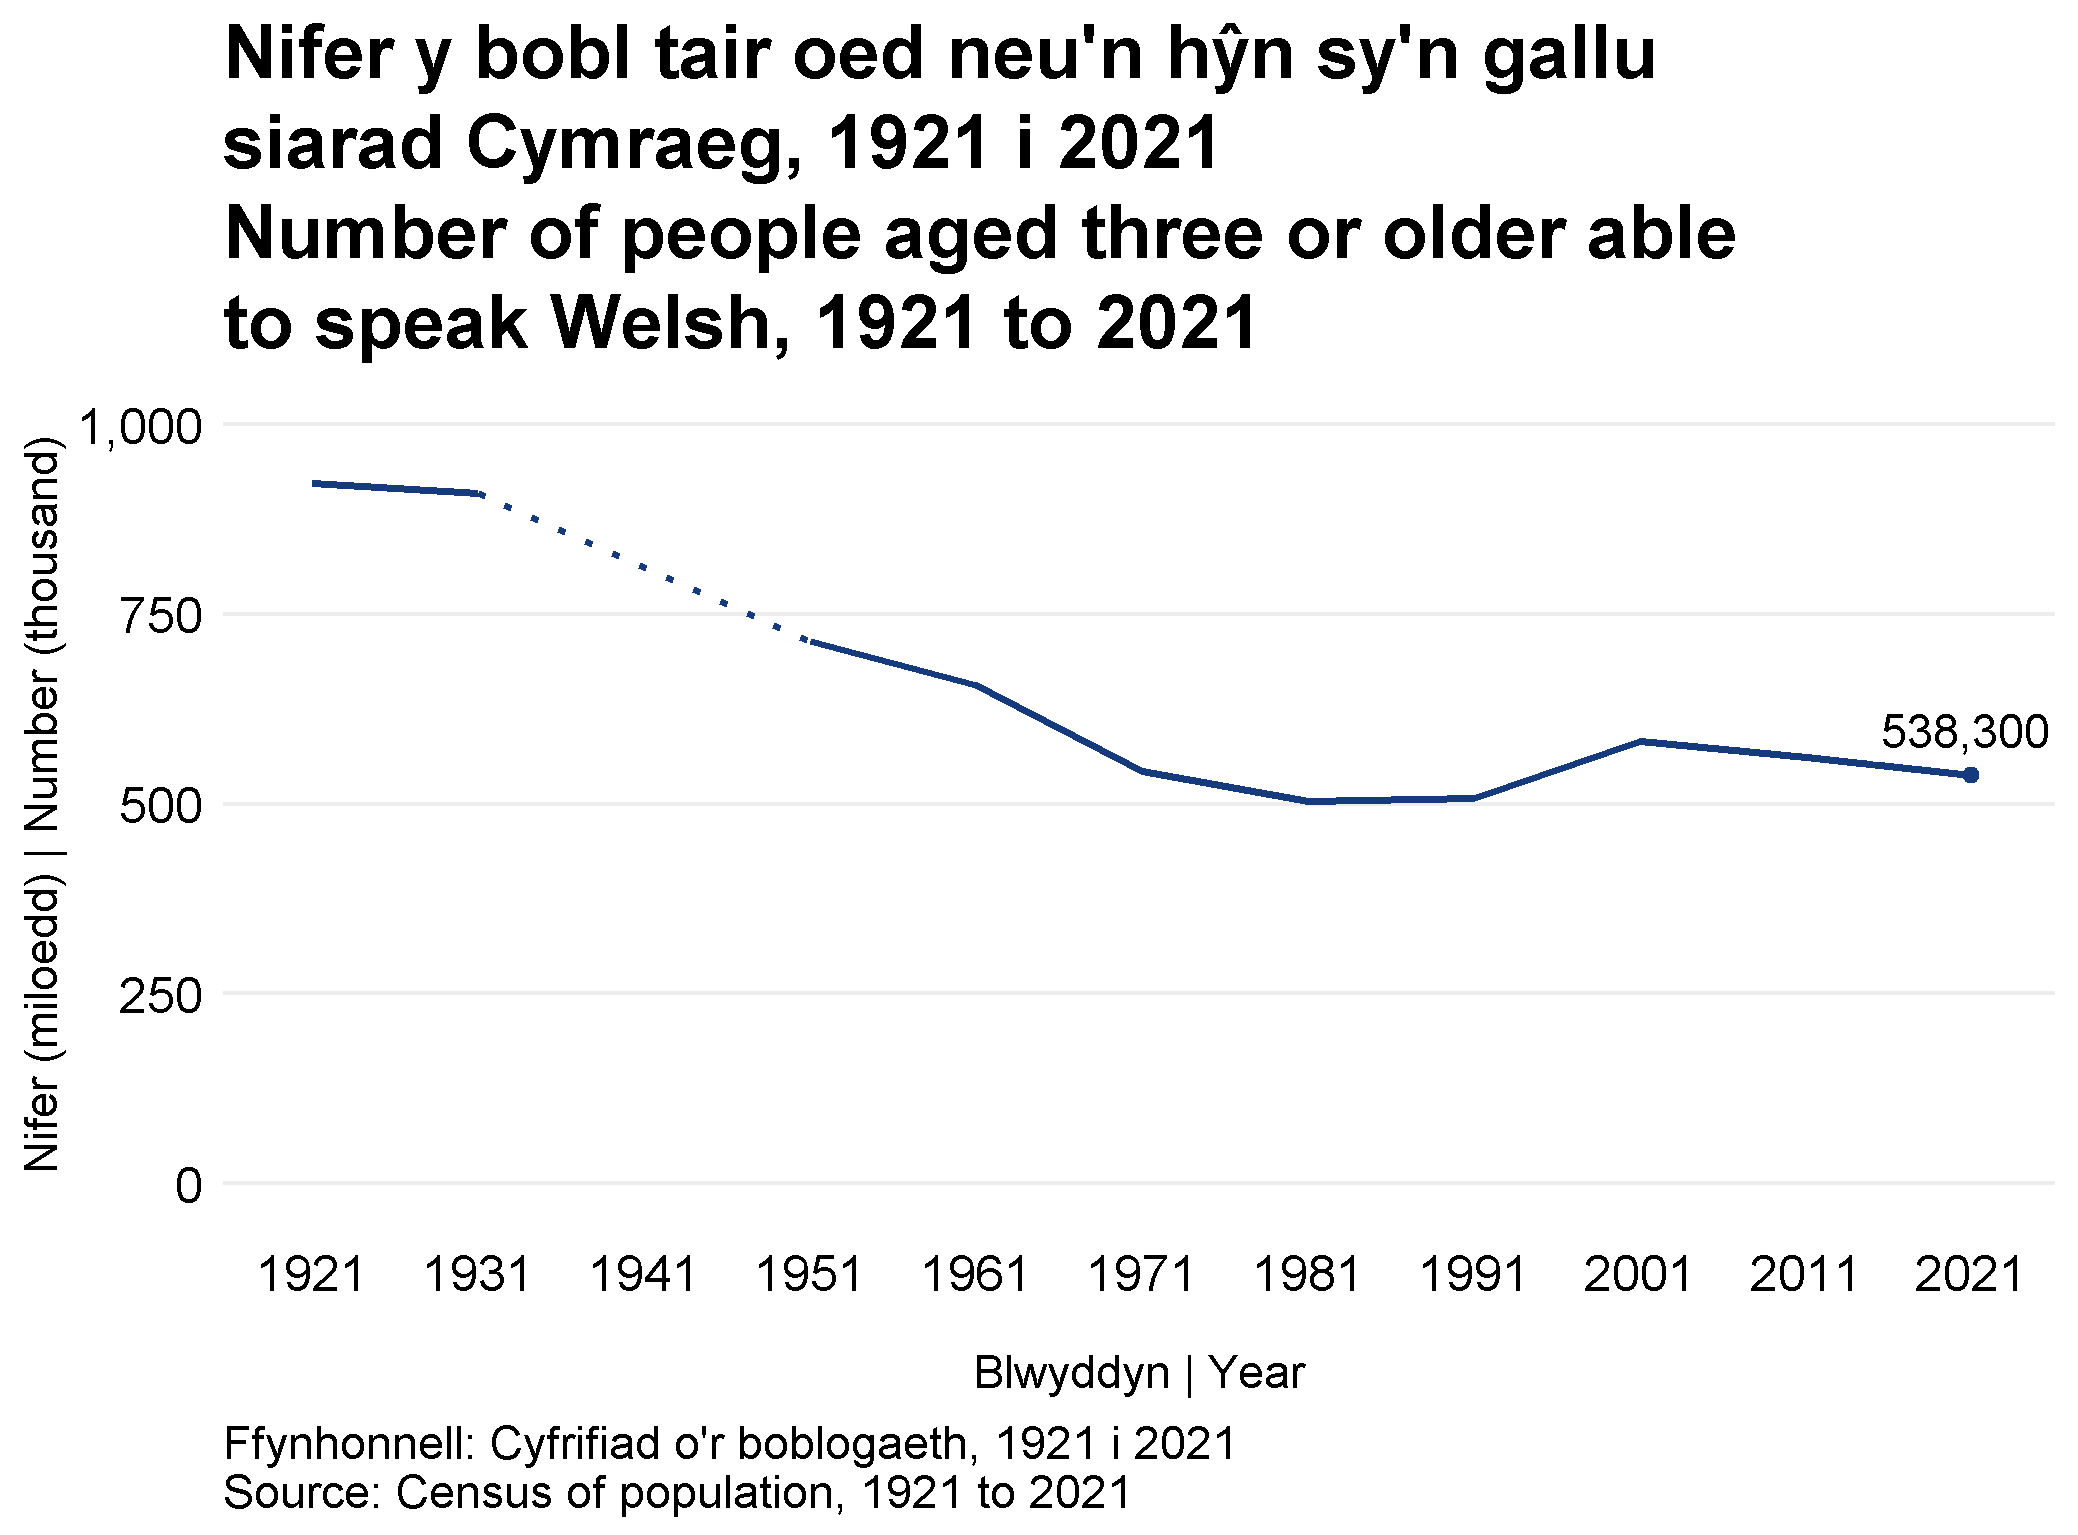 Nifer y bobl tair oed neu'n hŷn sy'n gallu
siarad Cymraeg, 1921 i 2021
Number of people aged three or older able
to speak Welsh, 1921 to 2021
Nifer (miloedd) | Number (thousand)
1,000
750
500
250
0
538,300
1921 1931 1941 1951 1961 1971 1981 1991 2001 2011 2021
Blwyddyn | Year
Ffynhonnell: Cyfrifiad o'r boblogaeth, 1921 i 2021
Source: Census of population, 1921 to 2021